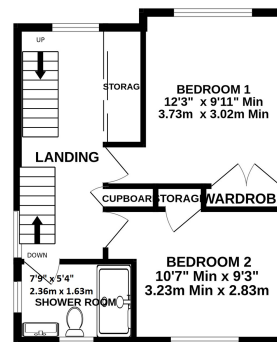 UP
STORAG
BEDROOM 1
12'3" x 9'11" Min
3.73m x 3.02m Min
LANDING
CUPBOAR
STORAG
WARDROB
DOWN
BEDROOM 2
10'7" Min x 9'3"
3.23m Min x 2.83m
7'9" x 5'4"
2.36m x 1.63m
SHOWER ROOM